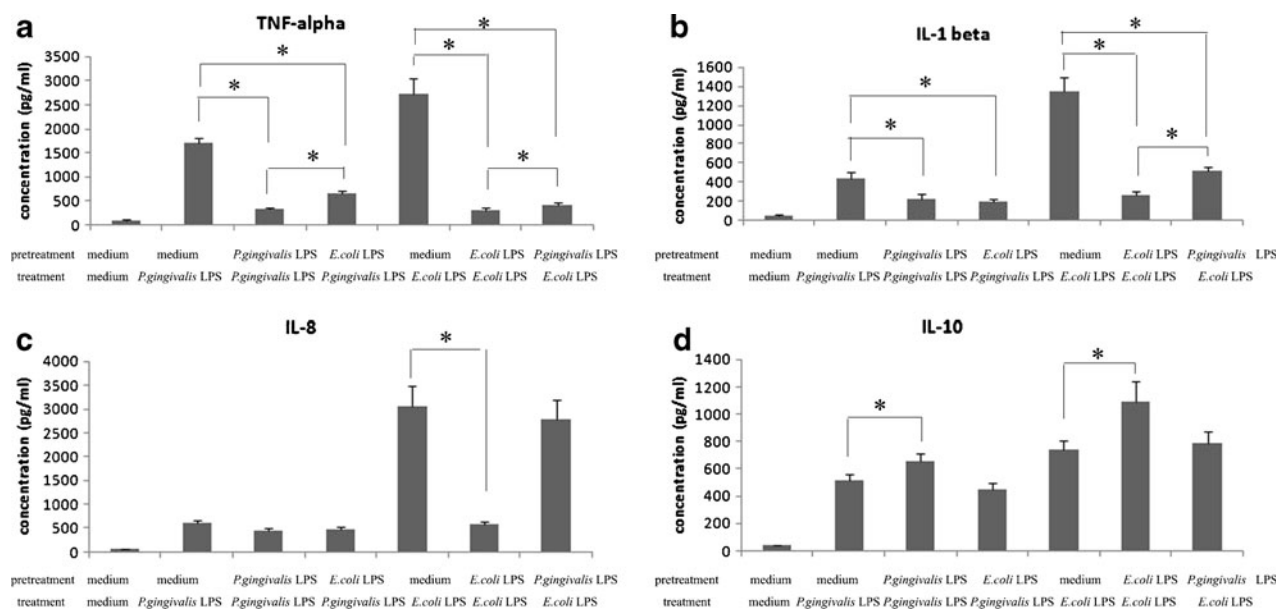 a
TNF-alpha
concentration (pg/ml)
3500
3000
2500
2000
1500
1000
500
0
* * * * * *
pretreatment medium medium P.gingivalis LPS E.coli LPS medium E.coli LPS P.gingivalis LPS
treatment medium P.gingivalis LPS P.gingivalis LPS P.gingivalis LPS E.coli LPS E.coli LPS E.coli LPS
b
IL-1 beta
concentration (pg/ml)
1600
1400
1200
1000
800
600
400
200
0
* * * * *
pretreatment medium medium P.gingivalis LPS E.coli LPS medium E.coli LPS P.gingivalis LPS
treatment medium P.gingivalis LPS P.gingivalis LPS P.gingivalis LPS E.coli LPS E.coli LPS E.coli LPS
c
IL-8
concentration (pg/ml)
4000
3500
3000
2500
2000
1500
1000
500
0
*
pretreatment medium medium P.gingivalis LPS E.coli LPS medium E.coli LPS P.gingivalis LPS
treatment medium P.gingivalis LPS P.gingivalis LPS P.gingivalis LPS E.coli LPS E.coli LPS E.coli LPS
d
IL-10
concentration (pg/ml)
1400
1200
1000
800
600
400
200
0
* *
pretreatment medium medium P.gingivalis LPS E.coli LPS medium E.coli LPS P.gingivalis LPS
treatment medium P.gingivalis LPS P.gingivalis LPS P.gingivalis LPS E.coli LPS E.coli LPS E.coli LPS